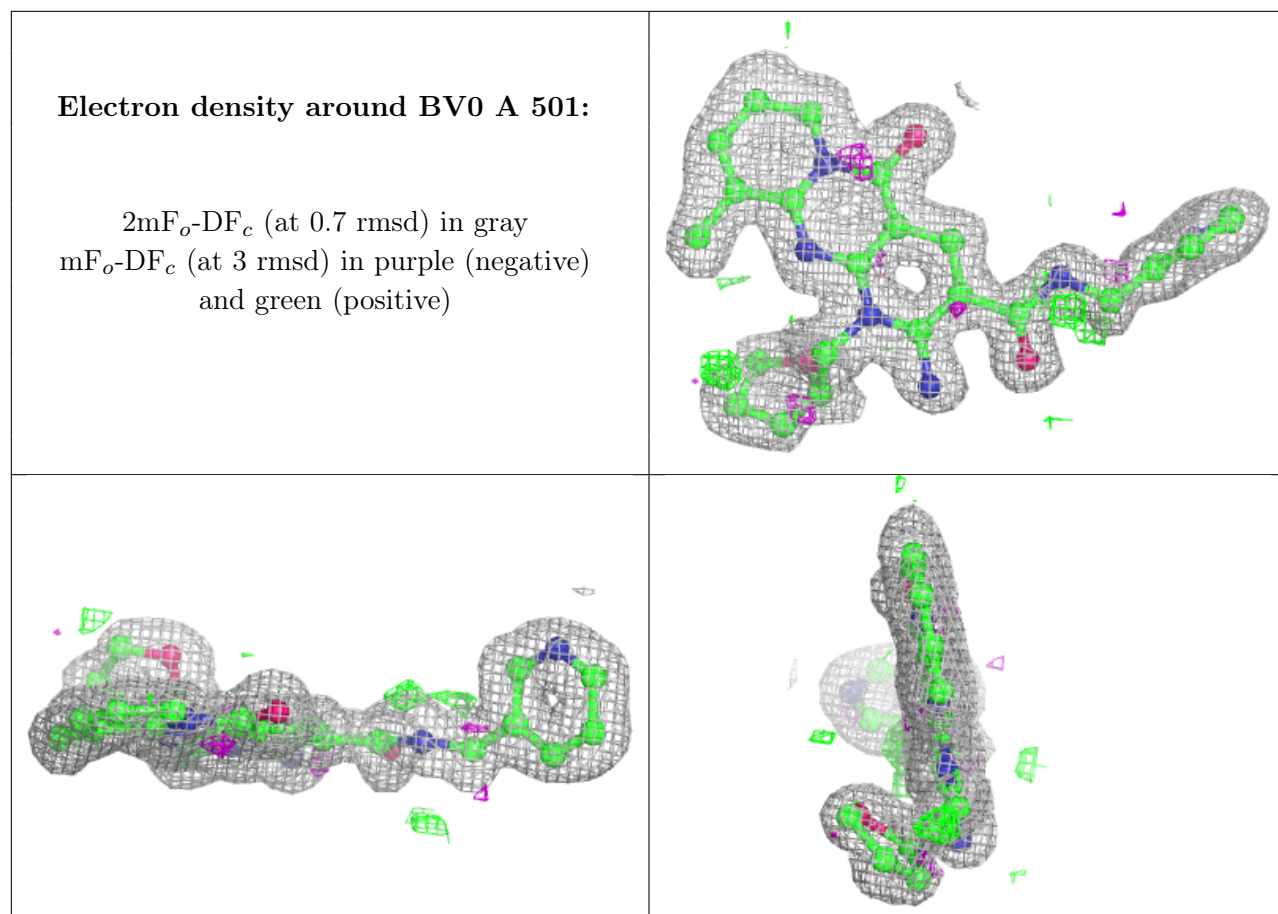 Electron density around BV0 A 501:
2mFₒ-DF𝒸 (at 0.7 rmsd) in gray
mFₒ-DF𝒸 (at 3 rmsd) in purple (negative)
and green (positive)